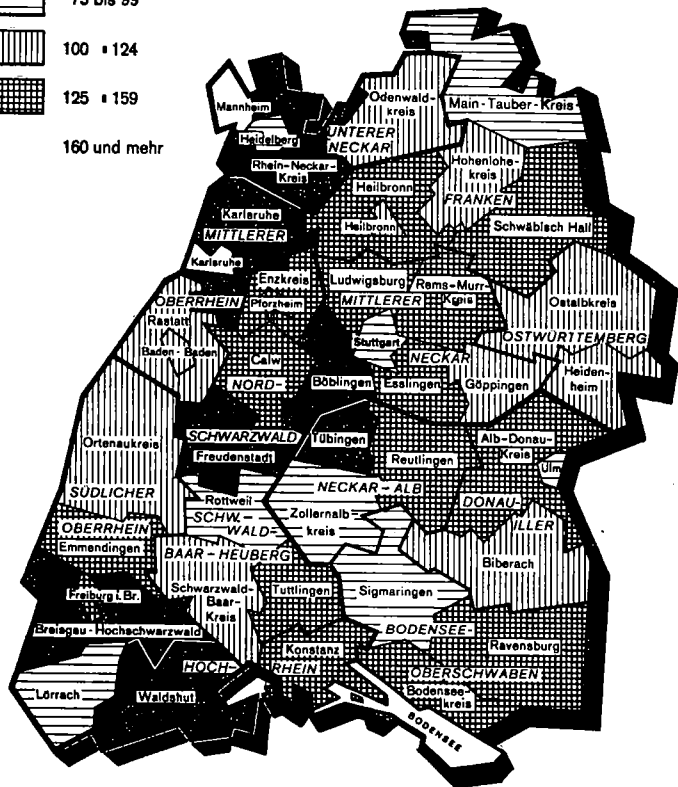 75 bis 99
100 " 124
125 " 159
160 und mehr
Mannheim
Heidelberg
Rhein-Neckar-
Kreis
Odenwald-
kreis
UNTERER
NECKAR
Main-Tauber-Kreis
Hohenlohe-
kreis
FRANKEN
Heilbronn
Heilbronn
Schwäbisch Hall
Karlsruhe
MITTLERER
Karlsruhe
OBERRHEIN
Enzkreis
Pforzheim
Ludwigsburg
MITTLERER
Rems-Murr-
Kreis
Ostalbkreis
OSTWÜRTTEMBERG
Rastatt
Baden-Baden
Stuttgart
NECKAR
Calw
NORD-
Böblingen
Esslingen
Göppingen
Heiden-
heim
Ortenaukreis
SCHWARZWALD
Freudenstadt
Tübingen
Reutlingen
Alb-Donau-
Kreis
Ulm
SÜDLICHER
OBERRHEIN
Rottweil
SCHW.-
WALD-
NECKAR-ALB
Zollernalb
kreis
DONAU-
ILLER
Emmendingen
BAAR-HEUBERG
Biberach
Freiburg i. Br.
Schwarzwald-
Baar-
Kreis
Tuttlingen
Sigmaringen
Breisgau-Hochschwarzwald
BODENSEE-
Konstanz
Ravensburg
HOCH-
RHEIN
OBERSCHWABEN
Lörrach
Waldshut
Bodensee-
kreis
BODENSEE